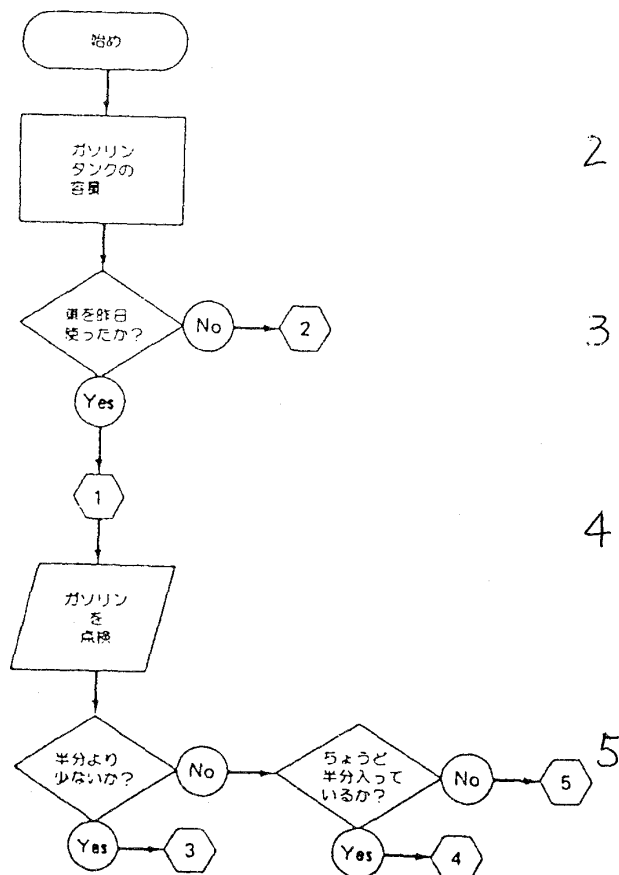 始め
ガソリン
タンクの
容量
2
車を昨日
使ったか?
No
2
3
Yes
1
4
ガソリン
を
点検
半分より
少ないか?
No
ちょうど
半分入って
いるか?
No
5
5
Yes
3
Yes
4